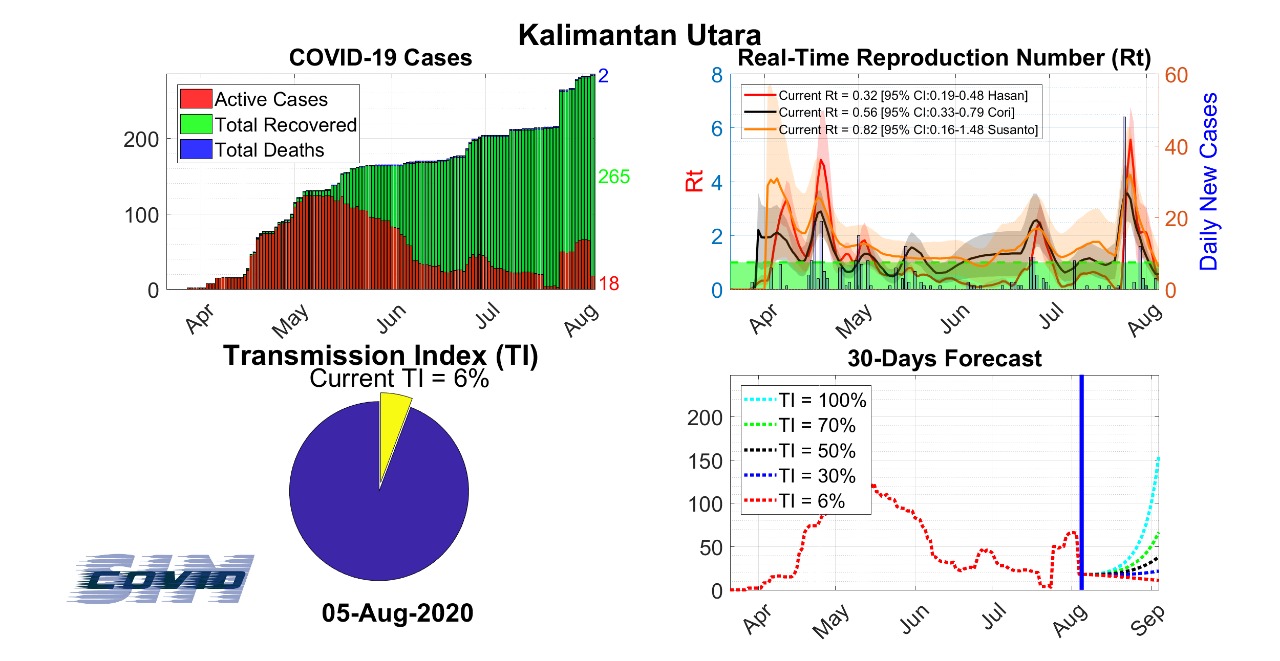 Kalimantan Utara
COVID-19 Cases
Active Cases
Total Recovered
Total Deaths
200
100
0
2
265
18
Apr
May
Jun
Jul
Aug
Real-Time Reproduction Number (Rt)
Current Rt = 0.32 [95% CI:0.19-0.48 Hasan]
Current Rt = 0.56 [95% CI:0.33-0.79 Cori]
Current Rt = 0.82 [95% CI:0.16-1.48 Susanto]
Rt
8
6
4
2
0
60
40
20
0
Daily New Cases
Apr
May
Jun
Jul
Aug
Transmission Index (TI)
Current TI = 6%
30-Days Forecast
TI = 100%
TI = 70%
TI = 50%
TI = 30%
TI = 6%
200
150
100
50
0
Apr
May
Jun
Jul
Aug
Sep
SIN
COVID
05-Aug-2020